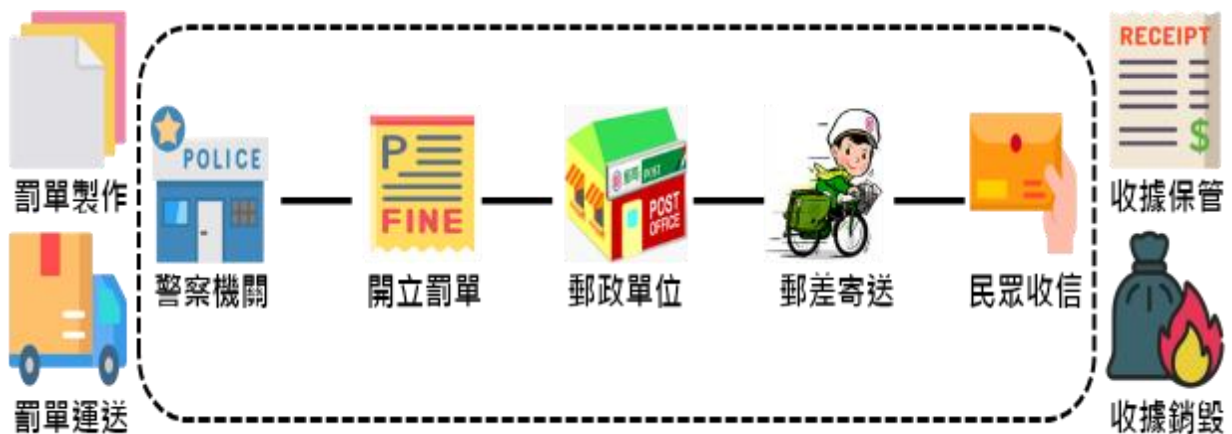 罰單製作
罰單運送
POLICE
警察機關
P
FINE
開立罰單
郵局 POST
POST
OFFICE
郵政單位
郵差寄送
民眾收信
RECEIPT
$
收據保管
收據銷毀